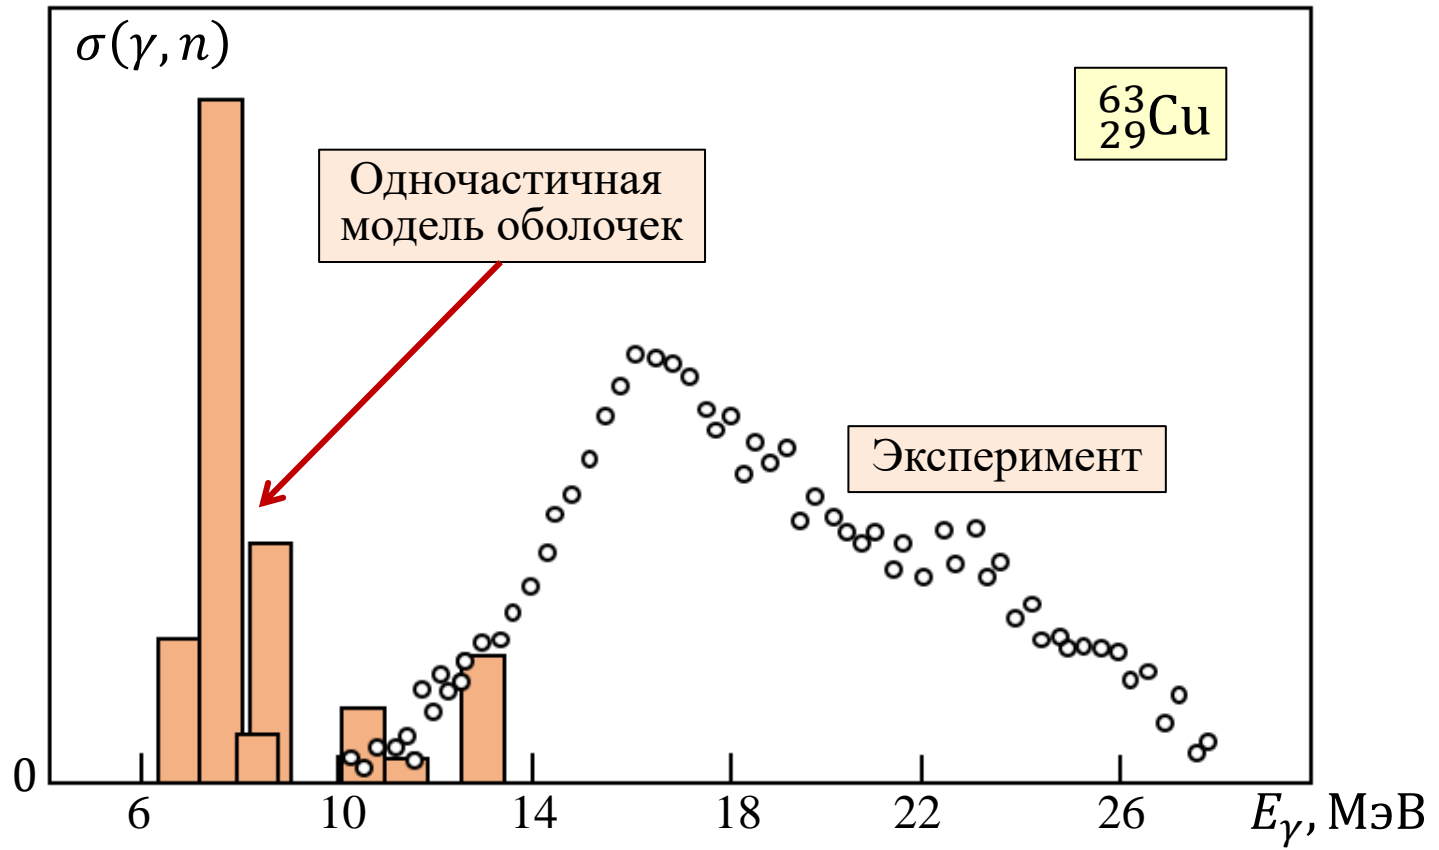 σ(γ, n)
⁶³₂₉Cu
Одночастичная
модель оболочек
Эксперимент
0
6 10 14 18 22 26 E_γ, МэВ